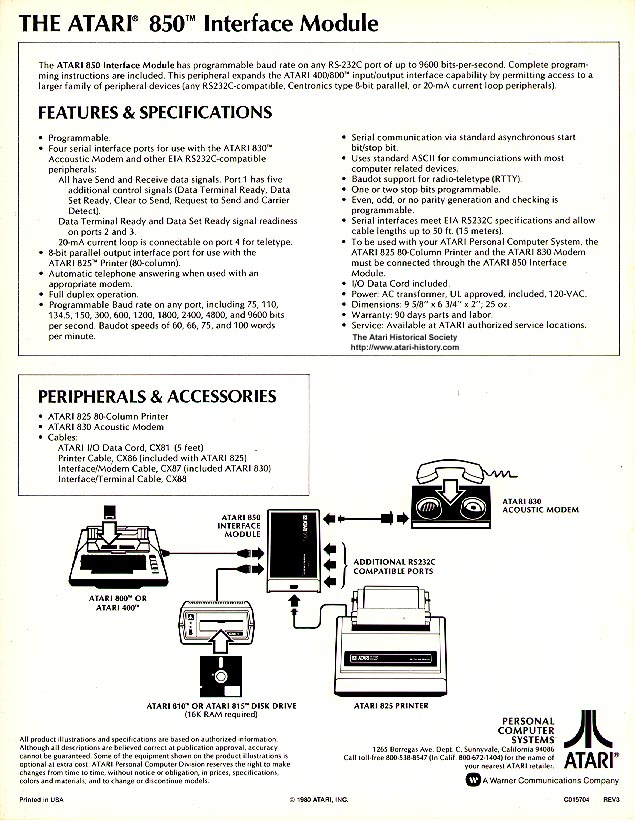 THE ATARI® 850™ Interface Module
The ATARI 850 Interface Module has programmable baud rate on any RS-232C port of up to 9600 bits-per-second. Complete program-
ming instructions are included. This peripheral expands the ATARI 400/800™ input/output interface capability by permitting access to a
larger family of peripheral devices (any RS232C-compatible, Centronics type 8-bit parallel, or 20-mA current loop peripherals).
FEATURES & SPECIFICATIONS
• Programmable.
• Four serial interface ports for use with the ATARI 830™
Accoustic Modem and other EIA RS232C-compatible
peripherals:
All have Send and Receive data signals. Port 1 has five
additional control signals (Data Terminal Ready, Data
Set Ready, Clear to Send, Request to Send and Carrier
Detect).
Data Terminal Ready and Data Set Ready signal readiness
on ports 2 and 3.
20-mA current loop is connectable on port 4 for teletype.
• 8-bit parallel output interface port for use with the
ATARI 825™ Printer (80-column).
• Automatic telephone answering when used with an
appropriate modem.
• Full duplex operation.
• Programmable Baud rate on any port, including 75, 110,
134.5, 150, 300, 600, 1200, 1800, 2400, 4800, and 9600 bits
per second. Baudot speeds of 60, 66, 75, and 100 words
per minute.
• Serial communication via standard asynchronous start
bit/stop bit.
• Uses standard ASCII for communciations with most
computer related devices.
• Baudot support for radio-teletype (RTTY).
• One or two stop bits programmable.
• Even, odd, or no parity generation and checking is
programmable.
• Serial interfaces meet EIA RS232C specifications and allow
cable lengths up to 50 ft. (15 meters).
• To be used with your ATARI Personal Computer System, the
ATARI 825 80-Column Printer and the ATARI 830 Modem
must be connected through the ATARI 850 Interface
Module.
• I/O Data Cord included.
• Power: AC transformer, UL approved, included, 120-VAC.
• Dimensions: 9 5/8" x 6 3/4" x 2"; 25 oz.
• Warranty: 90 days parts and labor.
• Service: Available at ATARI authorized service locations.
The Atari Historical Society
http://www.atari-history.com
PERIPHERALS & ACCESSORIES
• ATARI 825 80-Column Printer
• ATARI 830 Acoustic Modem
• Cables:
ATARI I/O Data Cord, CX81 (5 feet)
Printer Cable, CX86 (included with ATARI 825)
Interface/Modem Cable, CX87 (included ATARI 830)
Interface/Terminal Cable, CX88
ATARI 830
ACOUSTIC MODEM
ATARI 850
INTERFACE
MODULE
ADDITIONAL RS232C
COMPATIBLE PORTS
ATARI 800™ OR
ATARI 400™
ATARI 810™ OR ATARI 815™ DISK DRIVE
(16K RAM required)
ATARI 825 PRINTER
PERSONAL
COMPUTER
SYSTEMS
1265 Borregas Ave. Dept. C, Sunnyvale, California 94086
Call toll-free 800-538-8547 (In Calif. 800-672-1404) for the name of
your nearest ATARI retailer.
ATARI®
A Warner Communications Company
All product illustrations and specifications are based on authorized information.
Although all descriptions are believed correct at publication approval, accuracy
cannot be guaranteed. Some of the equipment shown on the product illustrations is
optional at extra cost. ATARI Personal Computer Division reserves the right to make
changes from time to time, without notice or obligation, in prices, specifications,
colors and materials, and to change or discontinue models.
Printed in USA
© 1980 ATARI, INC.
C015704 REV3